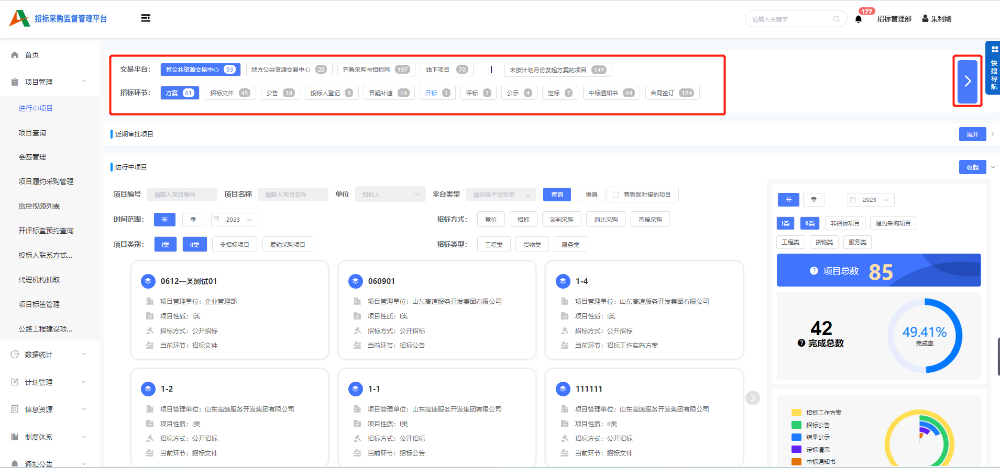 招标采购监督管理平台
请输入关键字
177
招标管理部
朱利刚
首页
项目管理
进行中项目
项目查询
会签管理
项目履约采购管理
监控视频列表
开评标室预约查询
投标人联系方式...
代理机构抽取
项目标签管理
公路工程建设项...
数据统计
计划管理
信息资源
制度体系
通知公告
交易平台： 省公共资源交易中心 93 地方公共资源交易中心 20 齐鲁采购与招标网 197 线下项目 70 | 未按计划月份发起方案的项目 147
招标环节： 方案 61 招标文件 45 公告 18 投标人登记 9 答疑补遗 14 开标 1 评标 1 公示 4 定标 7 中标通知书 44 合同签订 124
快捷导航
近期审批项目
展开
进行中项目
收起
项目编号 请输入项目编号 项目名称 请输入项目名称 单位 招标人 平台类型 请选择平台类型 查询 重置 查看我对接的项目
时间范围： 年 季 2023 招标方式： 竞价 招标 谈判采购 询比采购 直接采购
项目类别： I类 II类 非招标项目 履约采购项目 招标类型： 工程类 货物类 服务类
0612一类测试01
项目管理单位：企业管理部
项目性质：I类
招标方式：公开招标
当前环节：招标文件
060901
项目管理单位：山东高速服务开发集团有限公司
项目性质：I类
招标方式：公开招标
当前环节：招标公告
1-4
项目管理单位：山东高速服务开发集团有限公司
项目性质：I类
招标方式：公开招标
当前环节：招标工作实施方案
1-2
项目管理单位：山东高速服务开发集团有限公司
项目性质：I类
招标方式：公开招标
当前环节：招标文件
1-1
项目管理单位：山东高速服务开发集团有限公司
项目性质：I类
招标方式：公开招标
当前环节：招标公告
111111
项目管理单位：山东高速服务开发集团有限公司
项目性质：II类
招标方式：公开招标
当前环节：招标文件
年 季 2023
I类 II类 非招标项目 履约采购项目
工程类 货物类 服务类
项目总数 85
42
完成总数
49.41%
完成率
招标工作方案
招标公告
结果公示
定标请示
中标通知书